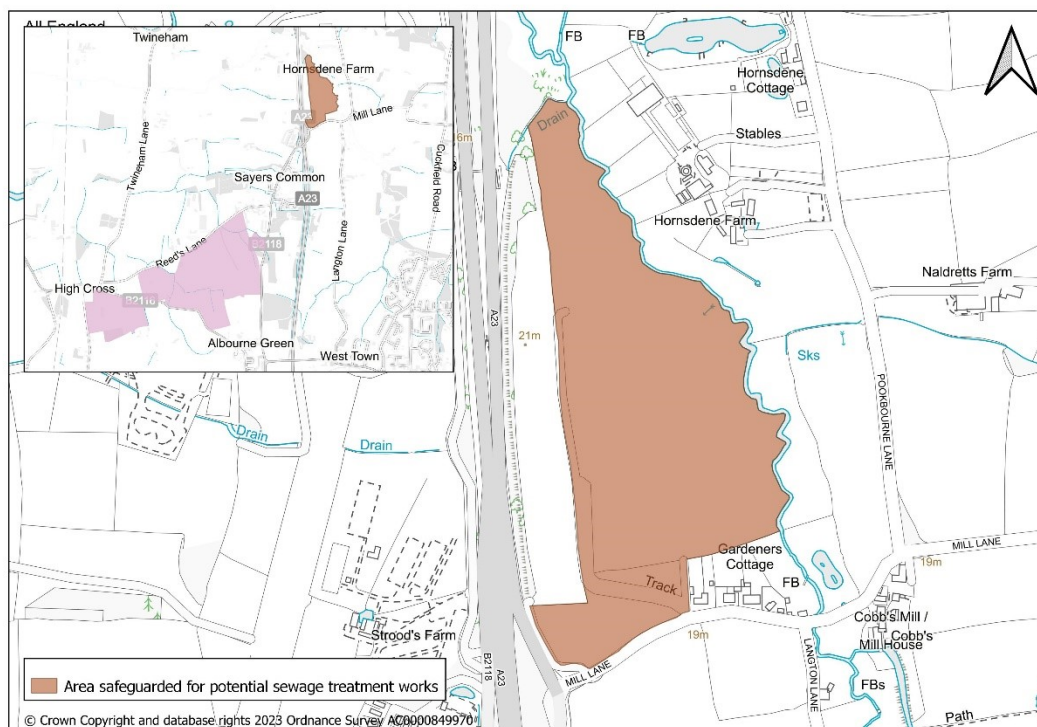 All England
Twineham
Hornsdene Farm
A23
Mill Lane
Twineham Lane
Cuckfield Road
Sayers Common
A23
Langton Lane
Reed's Lane
B2118
High Cross
B2116
Albourne Green
West Town
FB
FB
Hornsdene
Cottage
Drain
16m
Stables
Hornsdene Farm
Naldretts Farm
A23
21m
Sks
POOKBOURNE LANE
Drain
Drain
MILL LANE
19m
Gardeners
Cottage
FB
Track
Cobb's Mill /
Cobb's
Mill House
19m
Strood's Farm
MILL LANE
LANGTON LANE
B2118
A23
FBs
Path
Area safeguarded for potential sewage treatment works
© Crown Copyright and database rights 2023 Ordnance Survey AC0000849970